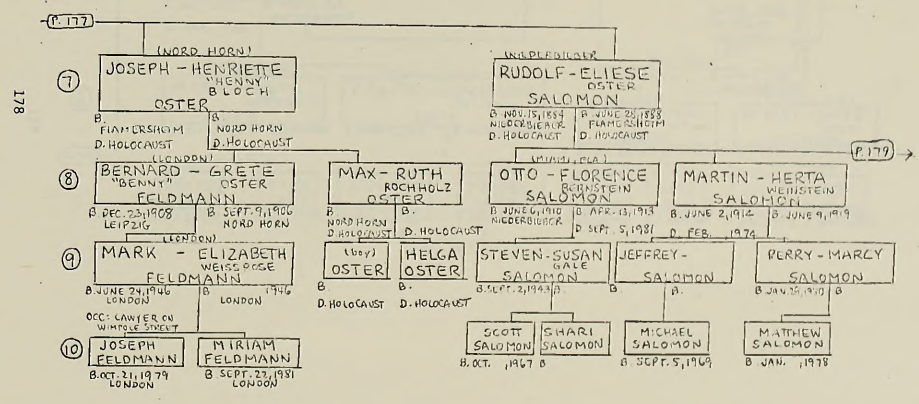 P. 177
178
⑦
(NORD HORN)
JOSEPH - HENRIETTE
"HENNY"
BLOCH
OSTER
B.
FLAMERSHEIM
D. HOLOCAUST
B.
NORD HORN
D. HOLOCAUST
(NIEDERBIEBER
RUDOLF - ELIESE
OSTER
SALOMON
B NOV. 15, 1884
NIEDERBIEBER
D. HOLOCAUST
B JUNE 28, 1888
FLAMERSHEIM
D. HOLOCAUST
P. 179
⑧
(LONDON)
BERNARD - GRETE
"BENNY" OSTER
FELDMANN
B DEC. 23, 1908
LEIPZIG
B SEPT. 9, 1906
NORD HORN
MAX - RUTH
ROCHHOLZ
OSTER
B
NORD HORN
D. HOLOCAUST
B.
D. HOLOCAUST
(MIAMI, FLA)
OTTO - FLORENCE
BERNSTEIN
SALOMON
B JUNE 6, 1910
NIEDERBIEBER
B APR. 13, 1913
D. SEPT. 5, 1981
MARTIN - HERTA
WEINSTEIN
SALOMON
B. JUNE 2, 1914
D. FEB. 1974
B. JUNE 9, 1919
⑨
(LONDON)
MARK - ELIZABETH
WEISSPOSE
FELDMANN
B. JUNE 24, 1946
LONDON
B ,1946
LONDON
OCC: LAWYER ON
WIMPOLE STREET
(boy)
OSTER
B
D. HOLOCAUST
HELGA
OSTER
B.
D. HOLOCAUST
STEVEN - SUSAN
GALE
SALOMON
B. SEPT. 2, 1943
B
JEFFREY -
SALOMON
B
B.
PERRY - MARCY
SALOMON
B JAN.
B
⑩
JOSEPH
FELDMANN
B. OCT. 21, 1979
LONDON
MIRIAM
FELDMANN
B. SEPT. 22, 1981
LONDON
SCOTT
SALOMON
B. OCT. , 1967
SHARI
SALOMON
B
MICHAEL
SALOMON
B. SEPT. 5, 1969
MATTHEW
SALOMON
B. JAN. , 1978